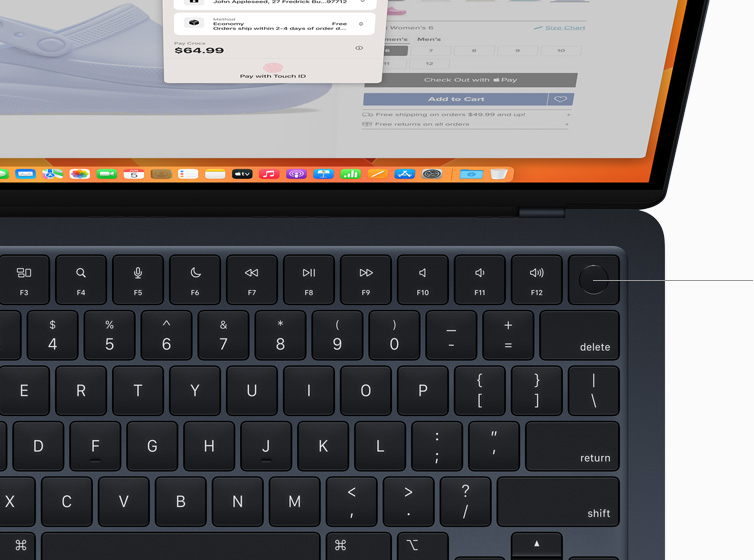 John Appleseed, 27 Fredrick Bu...97712
Method
Economy Free
Orders ship within 2–4 days of order d...
Pay Crocs
$64.99
Pay with Touch ID
Women's 6
Size Chart
Men's
7 8 9 10
11 12
Check Out with Pay
Add to Cart
Free shipping on orders $49.99 and up! +
Free returns on all orders +
5
tv
F3 F4 F5 F6 F7 F8 F9 F10 F11 F12
$ % ^ & * ( ) _ +
4 5 6 7 8 9 0 - = delete
E R T Y U I O P { [ } ] | \
D F G H J K L : ; " ' return
X C V B N M < , > . ? / shift
⌘ ⌘ ⌥